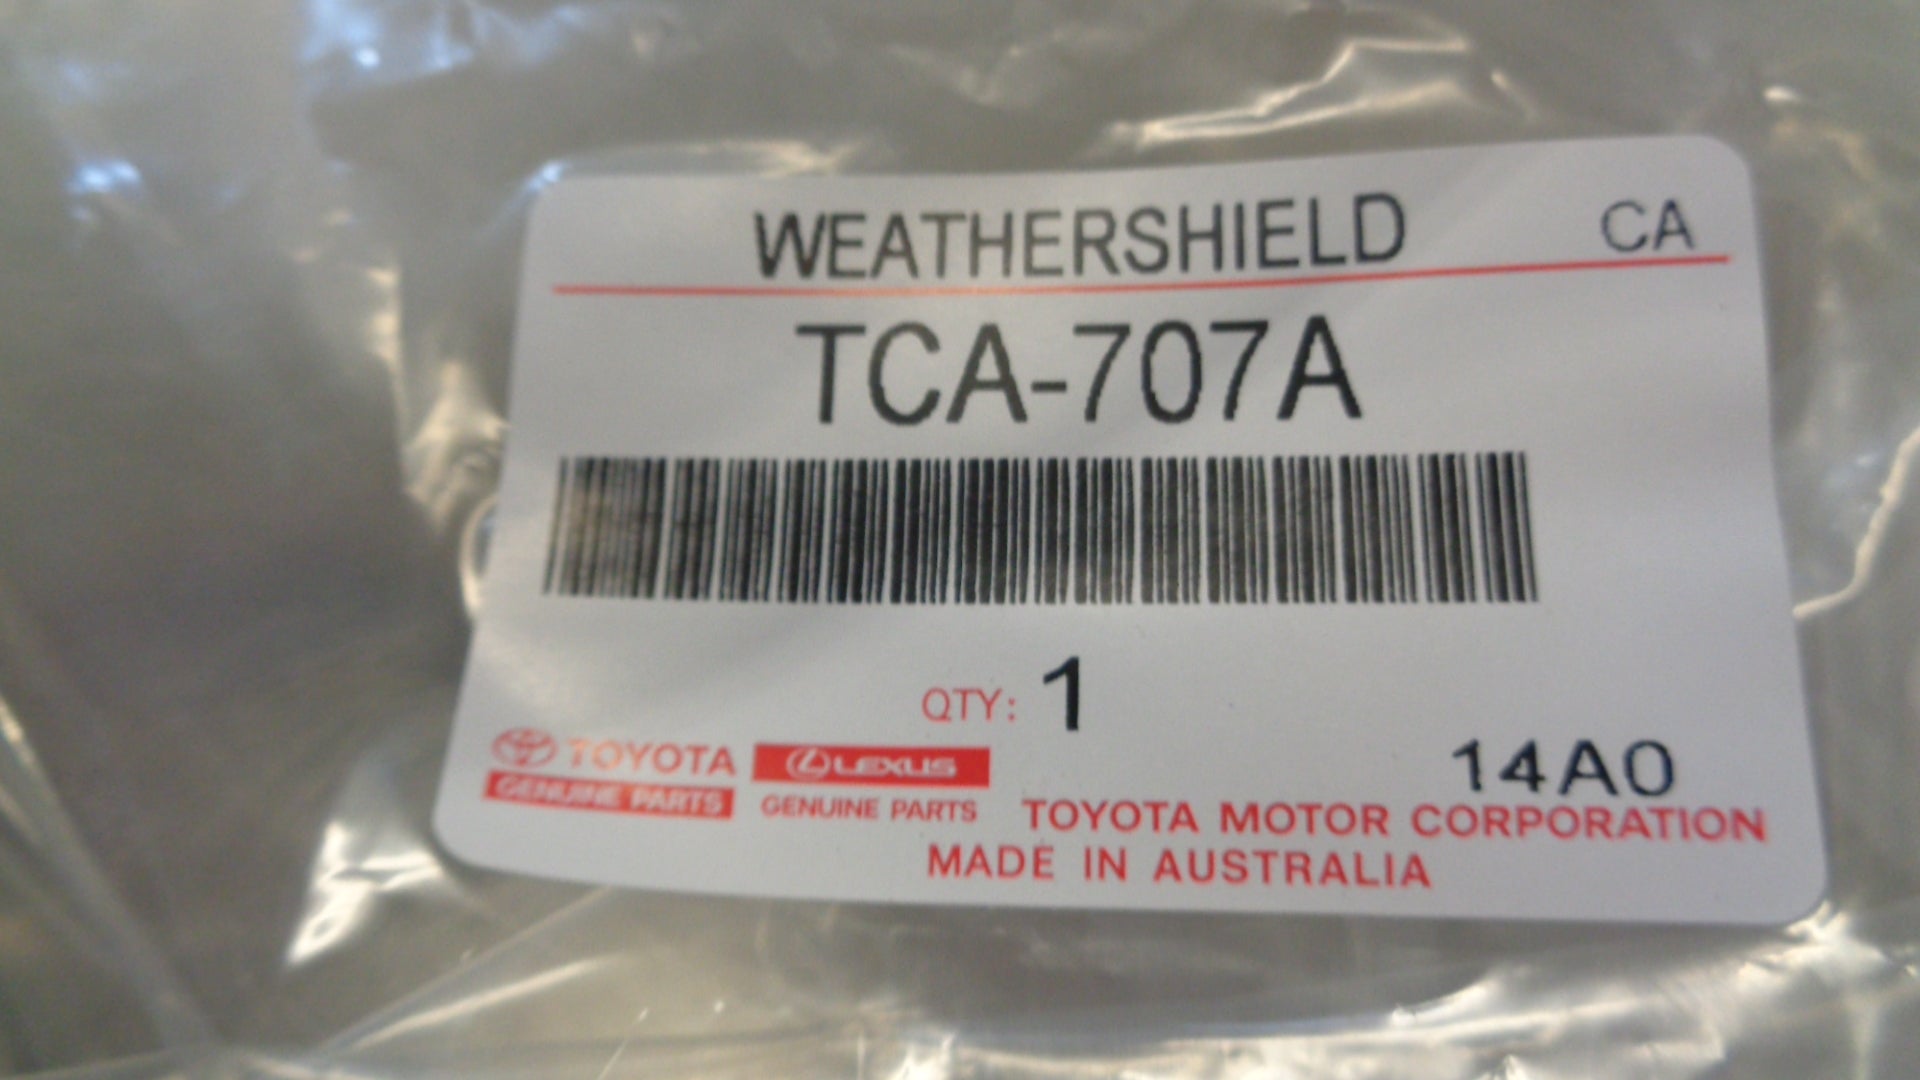 WEATHERSHIELD CA
TCA-707A
QTY: 1
14A0
TOYOTA LEXUS
GENUINE PARTS GENUINE PARTS TOYOTA MOTOR CORPORATION
MADE IN AUSTRALIA